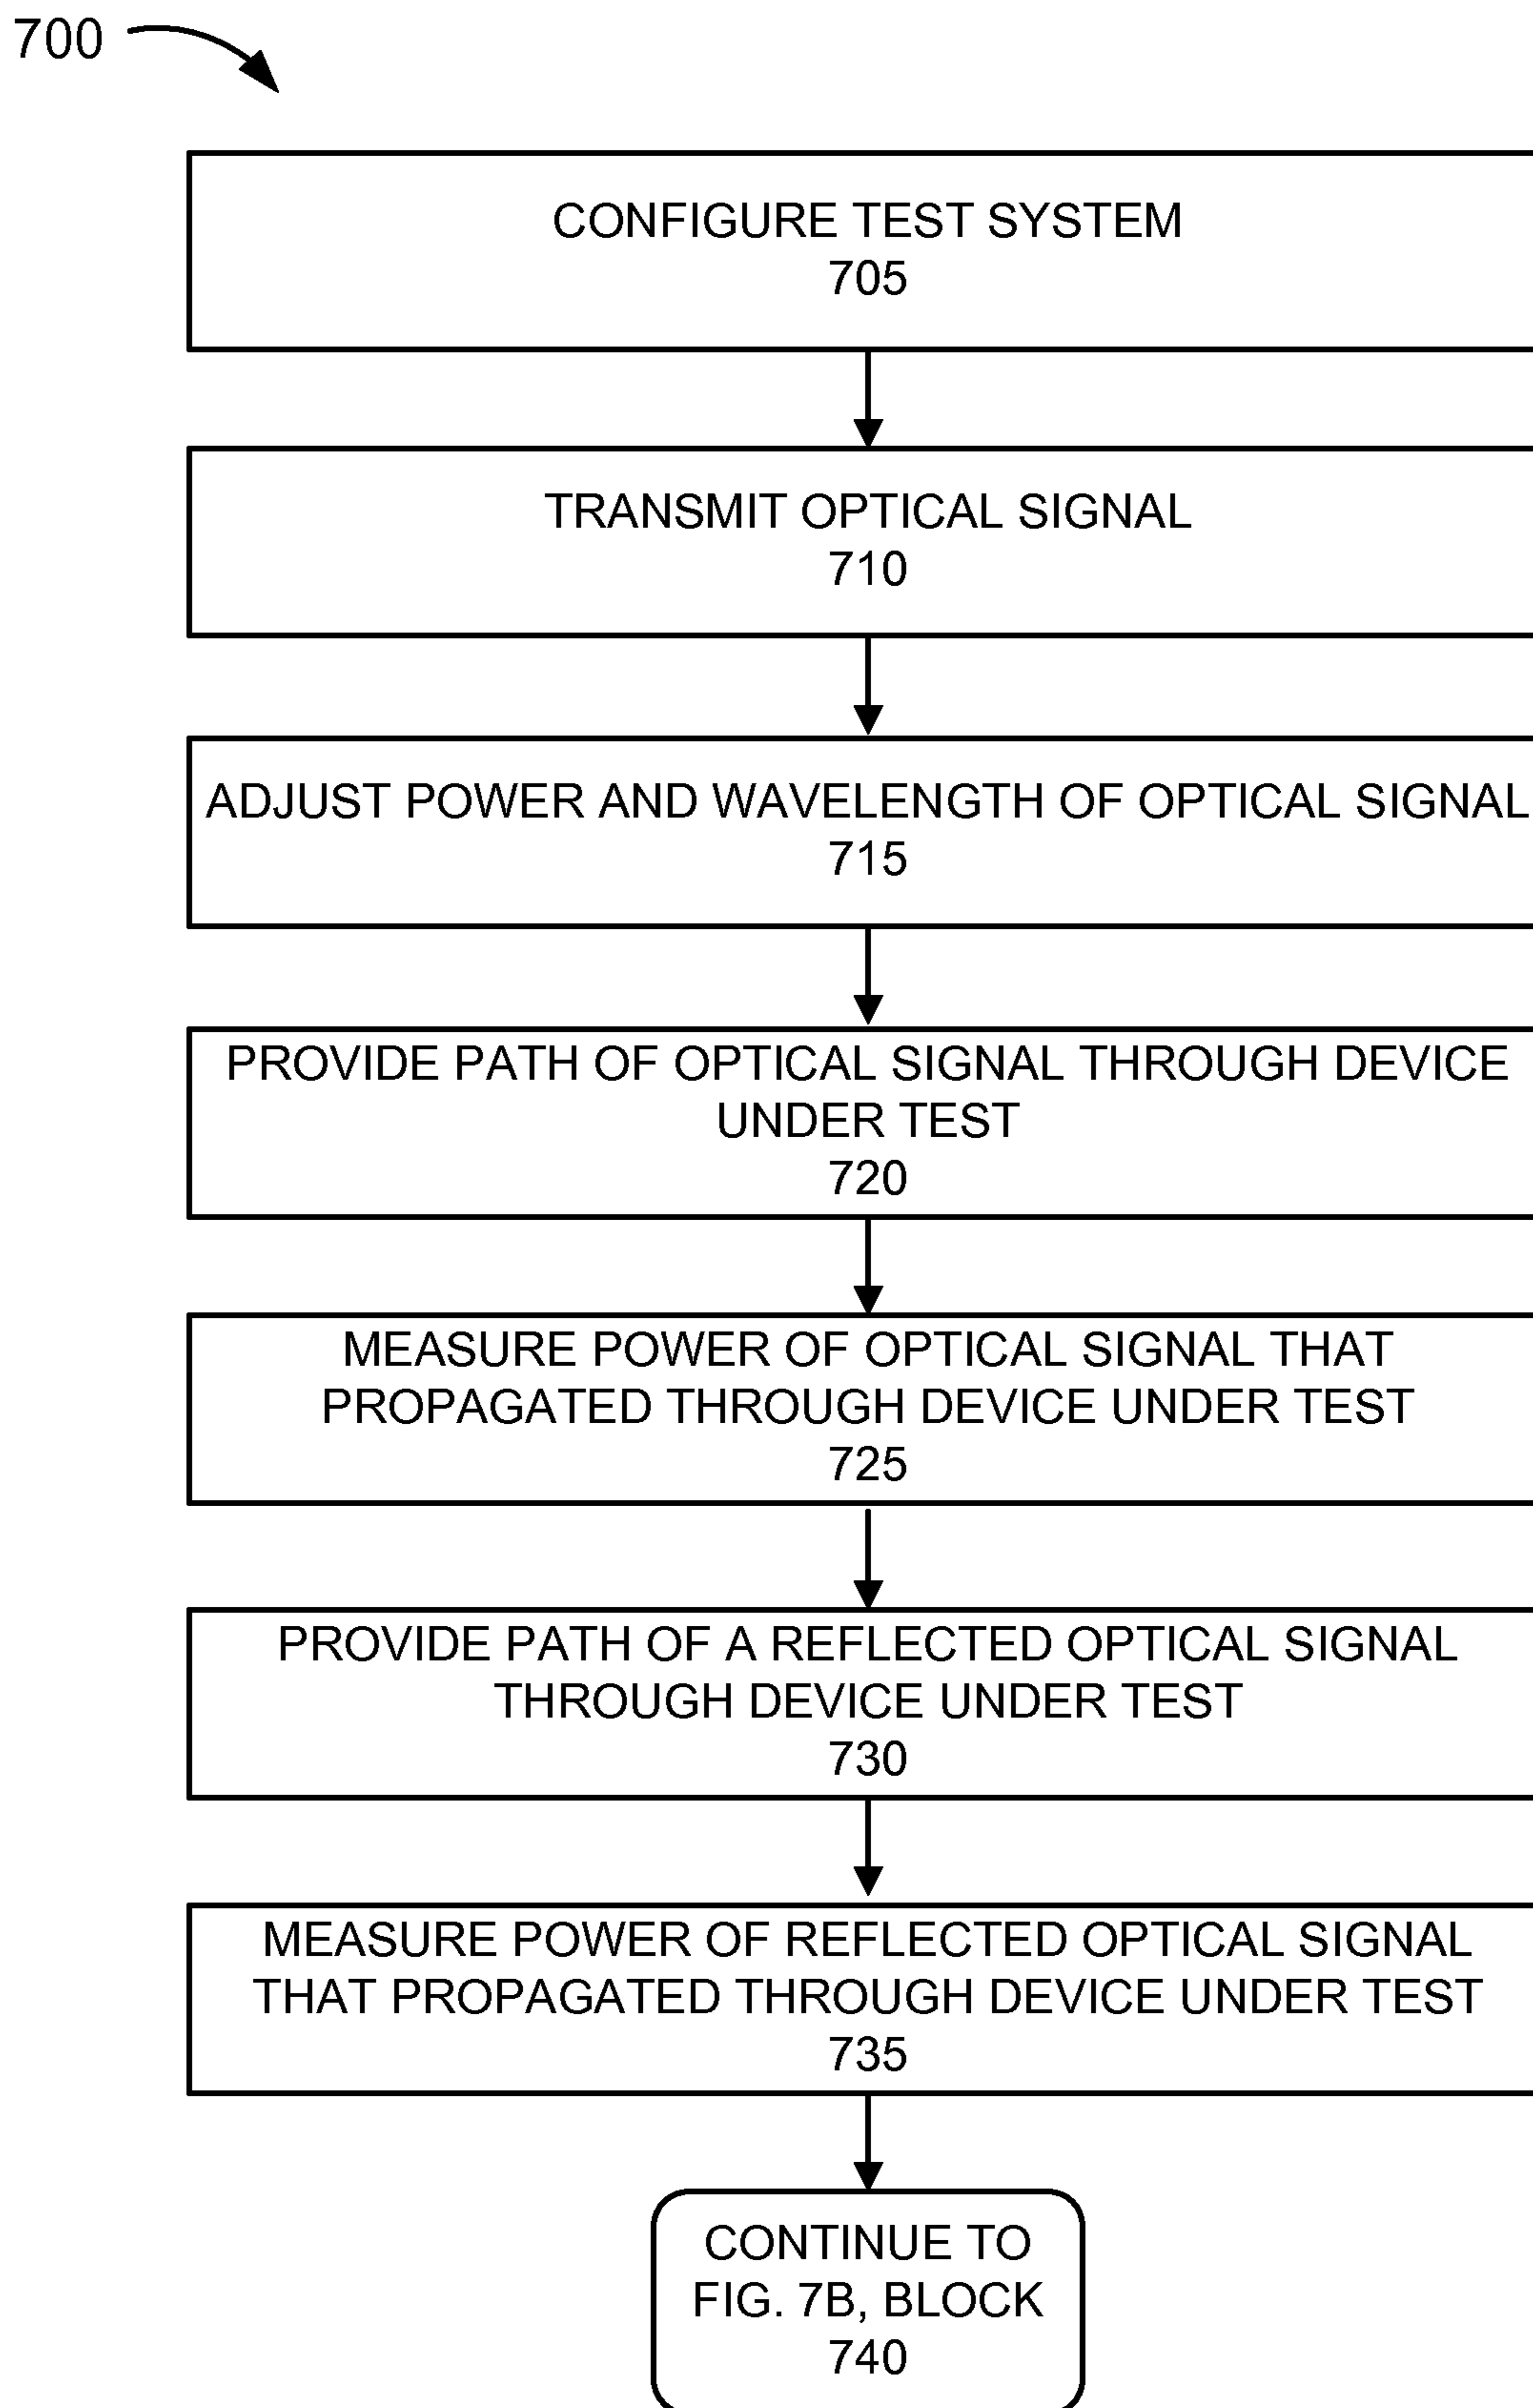 700
CONFIGURE TEST SYSTEM
705
TRANSMIT OPTICAL SIGNAL
710
ADJUST POWER AND WAVELENGTH OF OPTICAL SIGNAL
715
PROVIDE PATH OF OPTICAL SIGNAL THROUGH DEVICE
UNDER TEST
720
MEASURE POWER OF OPTICAL SIGNAL THAT
PROPAGATED THROUGH DEVICE UNDER TEST
725
PROVIDE PATH OF A REFLECTED OPTICAL SIGNAL
THROUGH DEVICE UNDER TEST
730
MEASURE POWER OF REFLECTED OPTICAL SIGNAL
THAT PROPAGATED THROUGH DEVICE UNDER TEST
735
CONTINUE TO
FIG. 7B, BLOCK
740